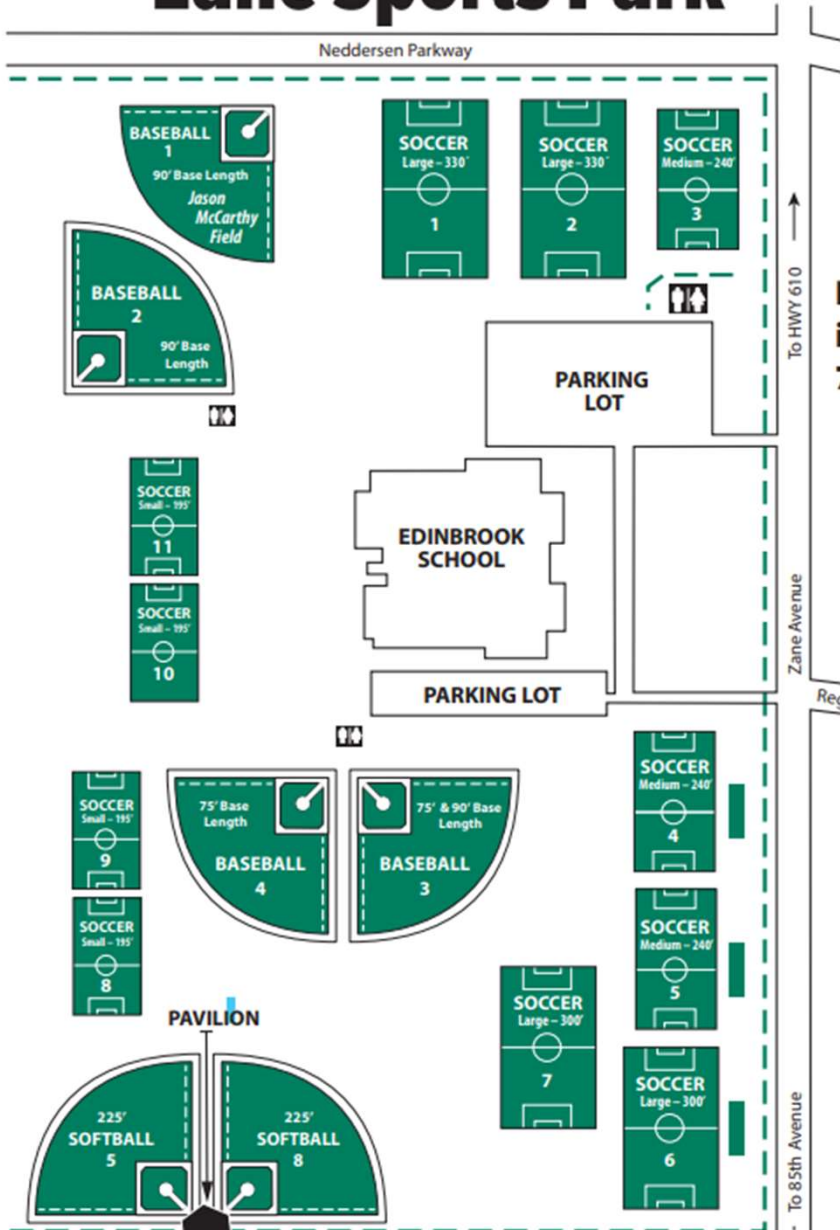 Sports Park
Neddersen Parkway
BASEBALL
1
90' Base Length
Jason
McCarthy
Field
SOCCER
Large – 330'
1
SOCCER
Large – 330'
2
SOCCER
Medium – 240'
3
BASEBALL
2
90' Base
Length
To HWY 610
PARKING
LOT
SOCCER
Small – 195'
11
EDINBROOK
SCHOOL
SOCCER
Small – 195'
10
Zane Avenue
PARKING LOT
SOCCER
Medium – 240'
4
SOCCER
Small – 195'
9
75' Base
Length
BASEBALL
4
75' & 90' Base
Length
BASEBALL
3
SOCCER
Small – 195'
8
SOCCER
Medium – 240'
5
SOCCER
Large – 300'
7
PAVILION
SOCCER
Large – 300'
6
225'
SOFTBALL
5
225'
SOFTBALL
8
To 85th Avenue